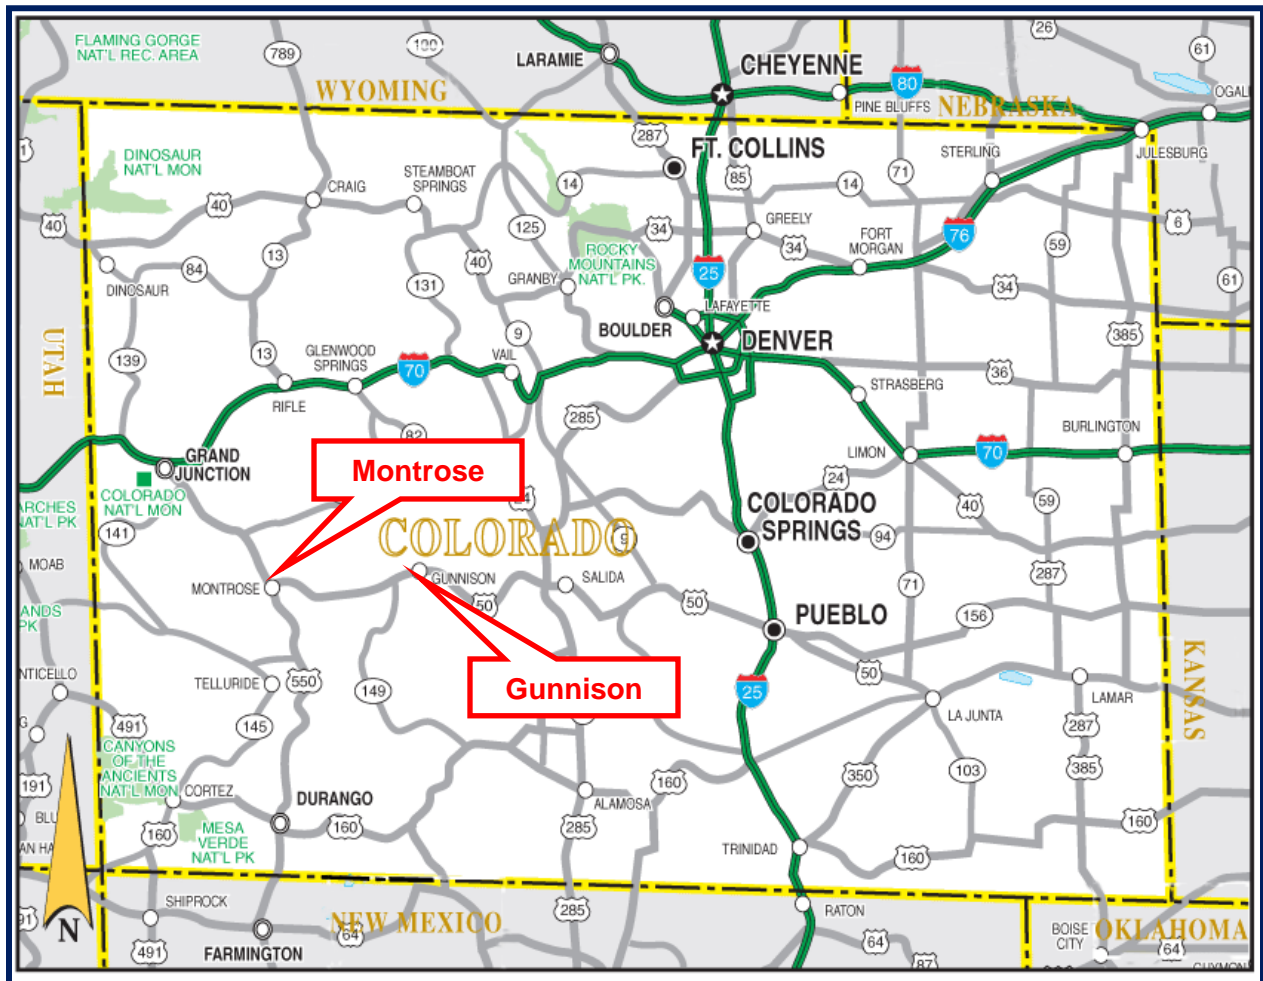 FLAMING GORGE
NAT'L REC. AREA
789
LARAMIE
CHEYENNE
26
61
WYOMING
80
PINE BLUFFS
NEBRASKA
287
FT. COLLINS
STERLING
JULESBURG
DINOSAUR
NAT'L MON
CRAIG
STEAMBOAT
SPRINGS
14
85
14
71
40
40
125
34
GREELY
34
FORT
MORGAN
76
59
6
13
84
40
ROCKY
MOUNTAINS
NAT'L PK.
25
61
DINOSAUR
131
GRANBY
34
BOULDER
LAFAYETTE
385
UTAH
139
13
GLENWOOD
SPRINGS
70
9
VAIL
DENVER
36
STRASBERG
RIFLE
285
82
BURLINGTON
GRAND
JUNCTION
Montrose
LIMON
70
COLORADO
NAT'L MON
24
24
40
59
ARCHES
NAT'L PK
141
COLORADO
9
COLORADO
SPRINGS
94
MOAB
MONTROSE
GUNNISON
SALIDA
50
50
71
287
PUEBLO
156
KANSAS
Gunnison
TELLURIDE
550
149
25
50
LAMAR
LA JUNTA
491
145
287
CANYONS
OF THE
ANCIENTS
NAT'L MON
191
CORTEZ
DURANGO
160
ALAMOSA
350
103
385
160
160
285
160
MESA
VERDE
NAT'L PK
TRINIDAD
160
N
SHIPROCK
NEW MEXICO
64
285
RATON
BOISE
CITY
OKLAHOMA
491
FARMINGTON
64
64
87